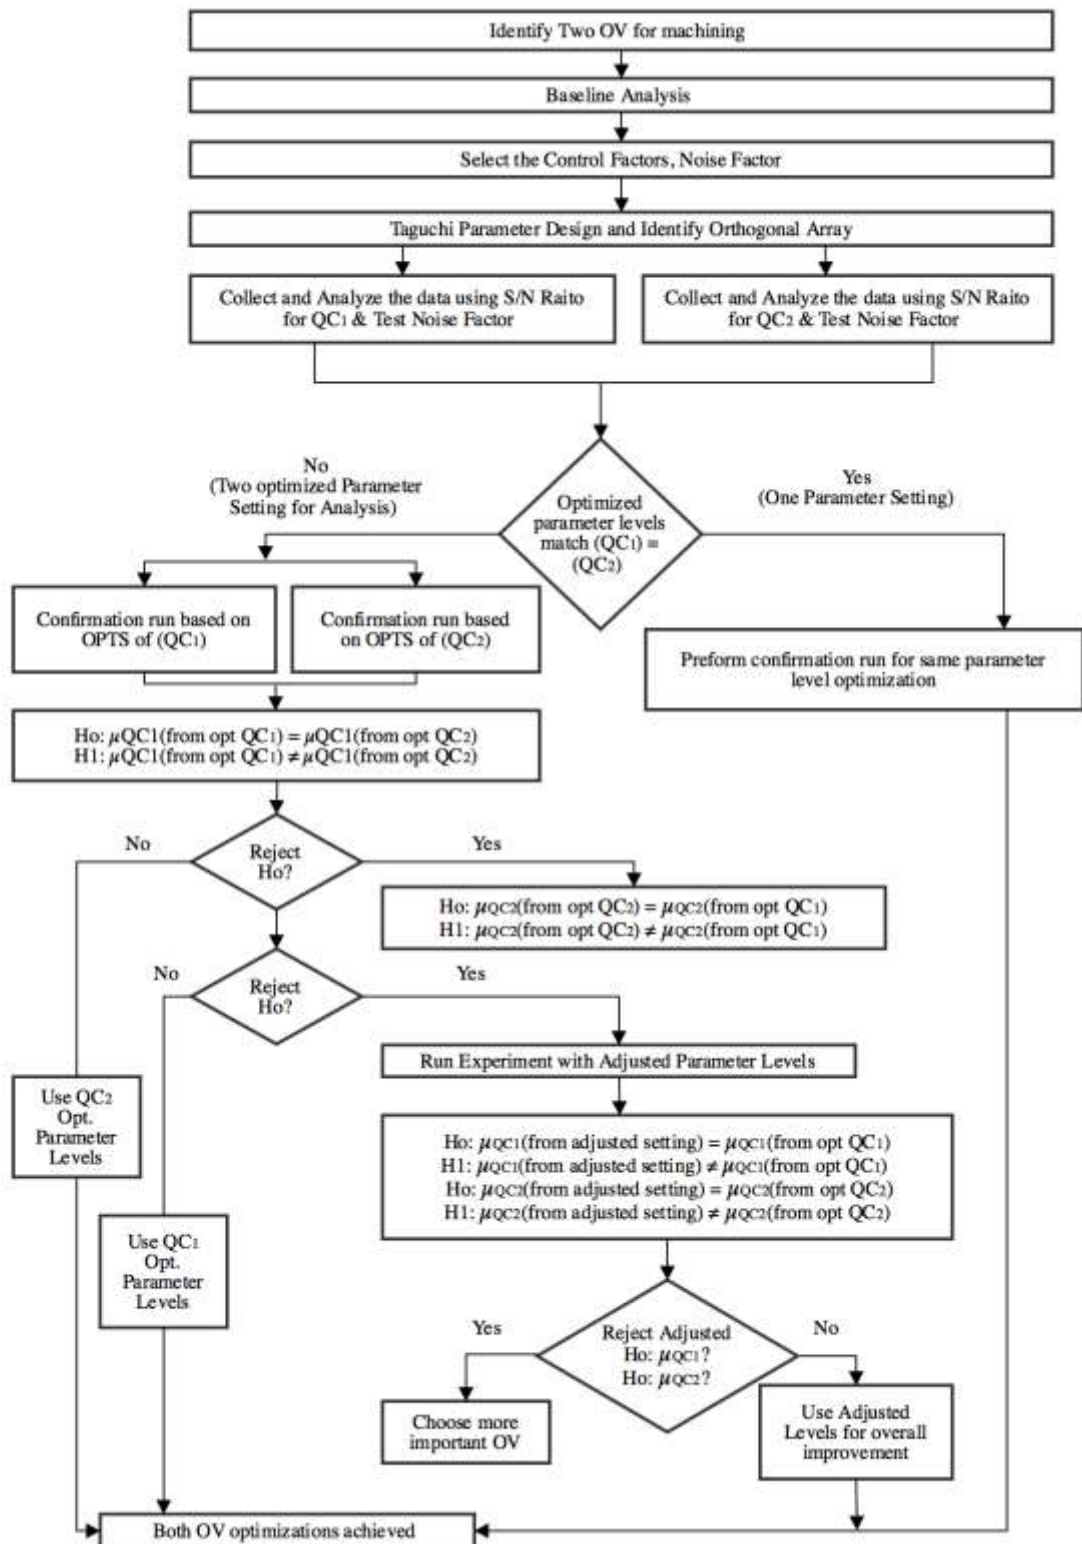 Identify Two OV for machining
Baseline Analysis
Select the Control Factors, Noise Factor
Taguchi Parameter Design and Identify Orthogonal Array
Collect and Analyze the data using S/N Raito
for QC1 & Test Noise Factor
Collect and Analyze the data using S/N Raito
for QC2 & Test Noise Factor
No
(Two optimized Parameter
Setting for Analysis)
Optimized
parameter levels
match (QC1) =
(QC2)
Yes
(One Parameter Setting)
Confirmation run based on
OPTS of (QC1)
Confirmation run based
on OPTS of (QC2)
Preform confirmation run for same parameter
level optimization
Ho: μQC1(from opt QC1) = μQC1(from opt QC2)
H1: μQC1(from opt QC1) ≠ μQC1(from opt QC2)
No
Reject
Ho?
Yes
Ho: μQC2(from opt QC2) = μQC2(from opt QC1)
H1: μQC2(from opt QC2) ≠ μQC2(from opt QC1)
No
Reject
Ho?
Yes
Run Experiment with Adjusted Parameter Levels
Use QC2
Opt.
Parameter
Levels
Ho: μQC1(from adjusted setting) = μQC1(from opt QC1)
H1: μQC1(from adjusted setting) ≠ μQC1(from opt QC1)
Ho: μQC2(from adjusted setting) = μQC2(from opt QC2)
H1: μQC2(from adjusted setting) ≠ μQC2(from opt QC2)
Use QC1
Opt.
Parameter
Levels
Yes
Reject Adjusted
Ho: μQC1?
Ho: μQC2?
No
Choose more
important OV
Use Adjusted
Levels for overall
improvement
Both OV optimizations achieved